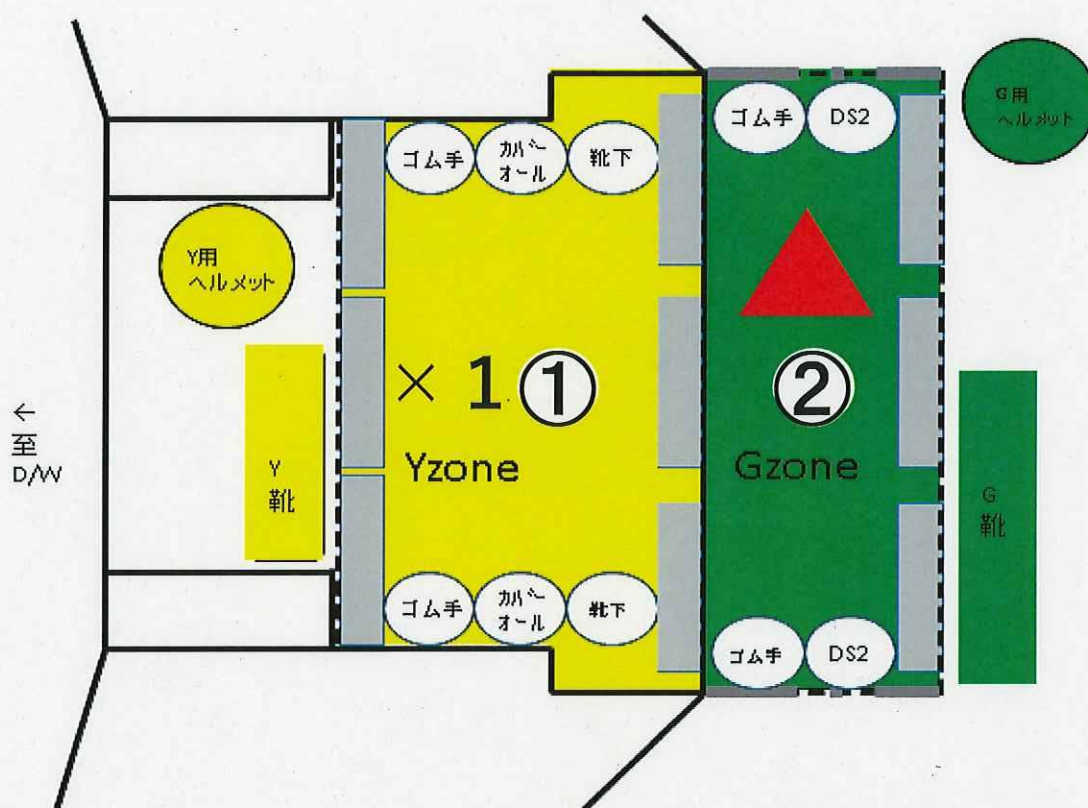 ゴム手
DS2
G用
ヘルメット
ゴム手
カバー
オール
靴下
Y用
ヘルメット
×1①
②
←
至
D/W
Yzone
Gzone
Y
靴
G
靴
ゴム手
カバー
オール
靴下
ゴム手
DS2